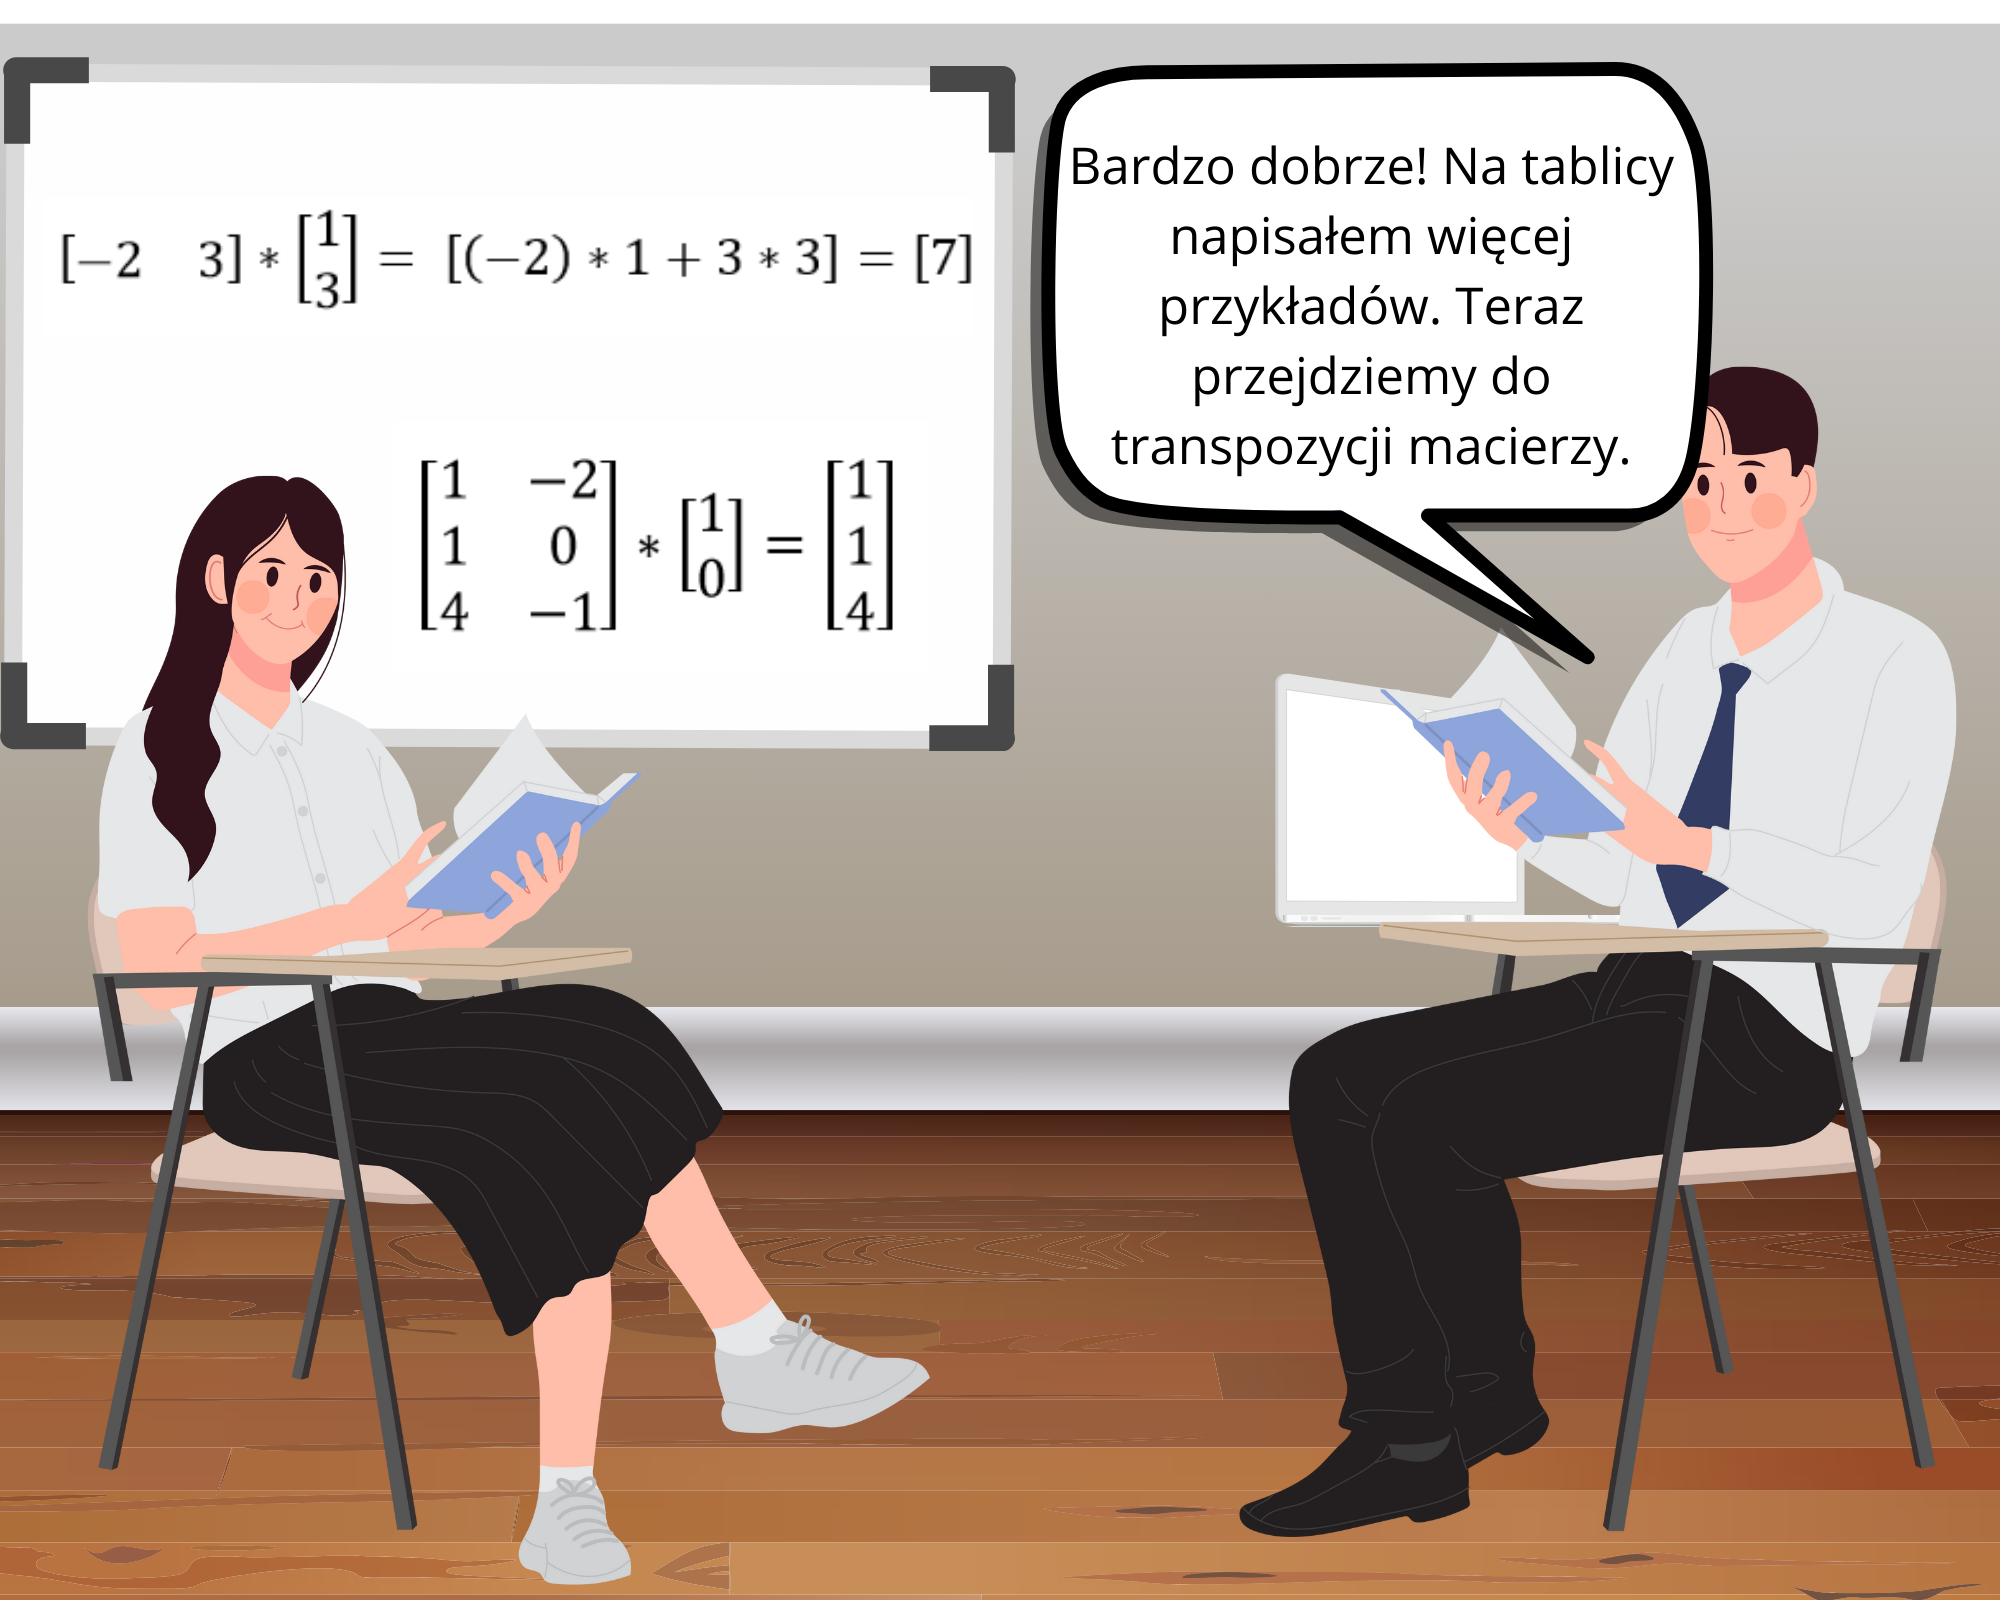 [−2 3] * [1 3] = [(−2) * 1 + 3 * 3] = [7]
[1 −2
1 0
4 −1] * [1 0] = [1 1 4]
Bardzo dobrze! Na tablicy
napisałem więcej
przykładów. Teraz
przejdziemy do
transpozycji macierzy.